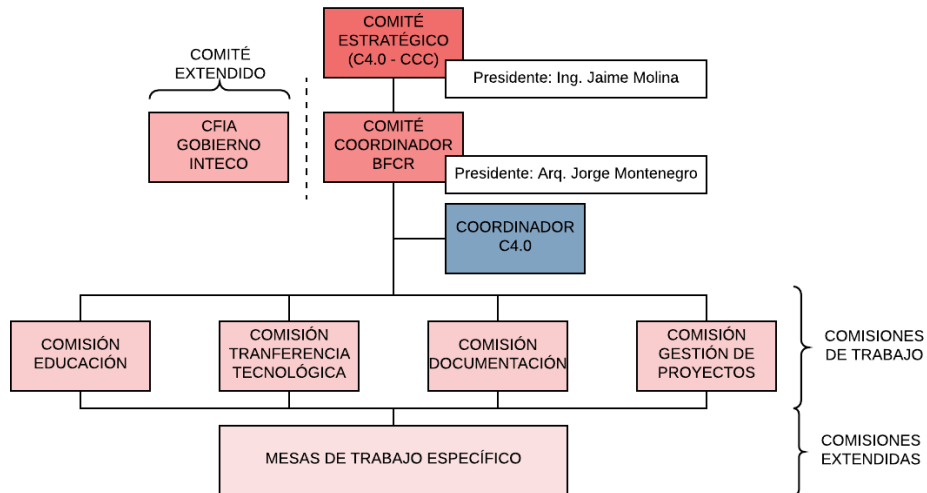 COMITÉ
ESTRATÉGICO
(C4.0 - CCC)
Presidente: Ing. Jaime Molina
COMITÉ
EXTENDIDO
CFIA
GOBIERNO
INTECO
COMITÉ
COORDINADOR
BFCR
Presidente: Arq. Jorge Montenegro
COORDINADOR
C4.0
COMISIÓN
EDUCACIÓN
COMISIÓN
TRANFERENCIA
TECNOLÓGICA
COMISIÓN
DOCUMENTACIÓN
COMISIÓN
GESTIÓN DE
PROYECTOS
COMISIONES
DE TRABAJO
MESAS DE TRABAJO ESPECÍFICO
COMISIONES
EXTENDIDAS